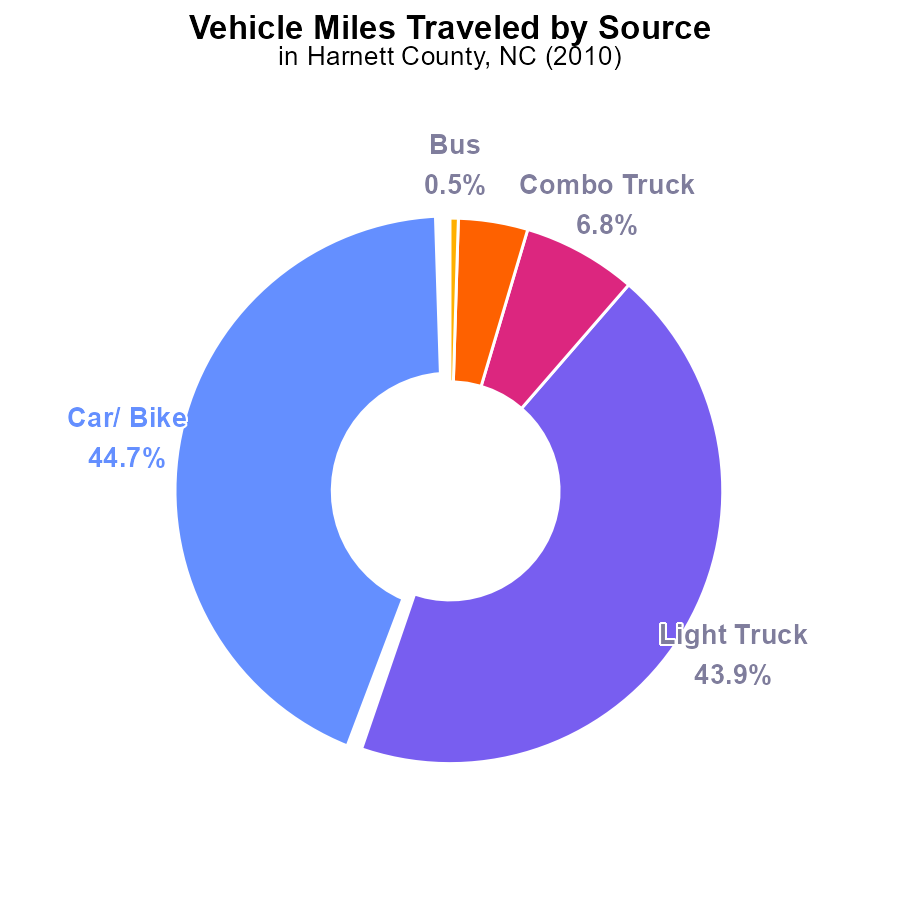 Vehicle Miles Traveled by Source
in Harnett County, NC (2010)
Bus
0.5%
Combo Truck
6.8%
Car/ Bike
44.7%
Light Truck
43.9%